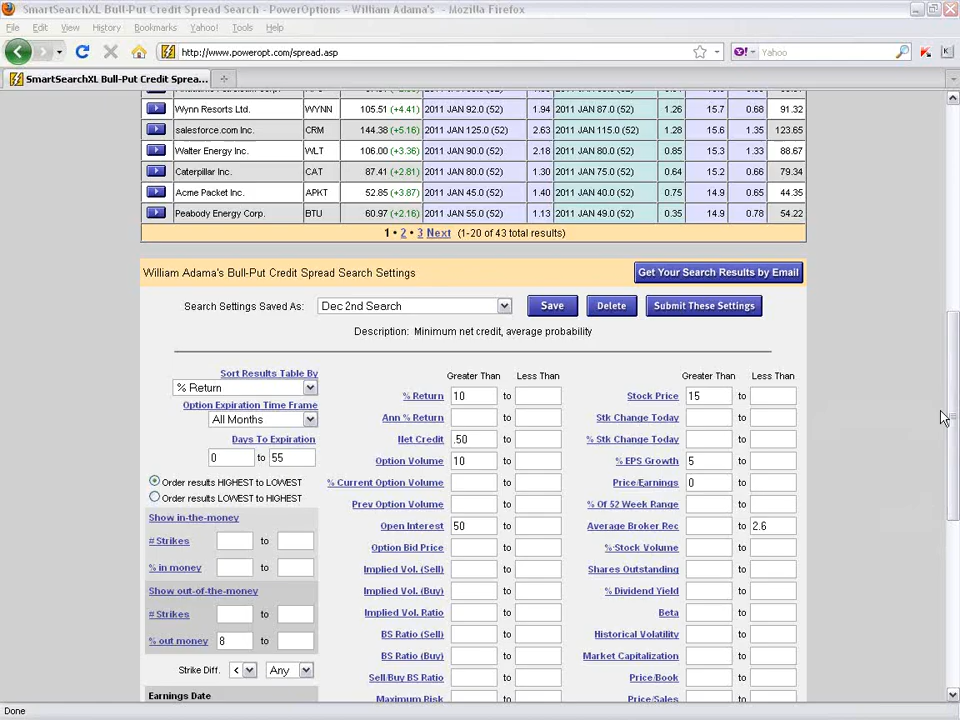 SmartSearchXL Bull-Put Credit Spread Search - PowerOptions - William Adama's - Mozilla Firefox
File Edit View History Bookmarks Yahoo! Tools Help
http://www.poweropt.com/spread.asp Yahoo
SmartSearchXL Bull-Put Credit Sprea...
Wynn Resorts Ltd. WYNN 105.51 (+4.41) 2011 JAN 92.0 (52) 1.94 2011 JAN 87.0 (52) 1.26 15.7 0.68 91.32
salesforce.com Inc. CRM 144.38 (+5.16) 2011 JAN 125.0 (52) 2.63 2011 JAN 115.0 (52) 1.28 15.6 1.35 123.65
Walter Energy Inc. WLT 106.00 (+3.36) 2011 JAN 90.0 (52) 2.18 2011 JAN 80.0 (52) 0.85 15.3 1.33 88.67
Caterpillar Inc. CAT 87.41 (+2.81) 2011 JAN 80.0 (52) 1.30 2011 JAN 75.0 (52) 0.64 15.2 0.66 79.34
Acme Packet Inc. APKT 52.85 (+3.87) 2011 JAN 45.0 (52) 1.40 2011 JAN 40.0 (52) 0.75 14.9 0.65 44.35
Peabody Energy Corp. BTU 60.97 (+2.16) 2011 JAN 55.0 (52) 1.13 2011 JAN 49.0 (52) 0.35 14.9 0.78 54.22
1 • 2 • 3 Next (1-20 of 43 total results)
William Adama's Bull-Put Credit Spread Search Settings Get Your Search Results by Email
Search Settings Saved As: Dec 2nd Search Save Delete Submit These Settings
Description: Minimum net credit, average probability
Greater Than Less Than Greater Than Less Than
Sort Results Table By
% Return
Option Expiration Time Frame
All Months
Days To Expiration
0 to 55
Order results HIGHEST to LOWEST
Order results LOWEST to HIGHEST
Show in-the-money
# Strikes to
% in money to
Show out-of-the-money
# Strikes to
% out money 8 to
Strike Diff. < Any
Earnings Date
% Return 10 to
Ann % Return to
Net Credit .50 to
Option Volume 10 to
% Current Option Volume to
Prev Option Volume to
Open Interest 50 to
Option Bid Price to
Implied Vol. (Sell) to
Implied Vol. (Buy) to
Implied Vol. Ratio to
BS Ratio (Sell) to
BS Ratio (Buy) to
Sell/Buy BS Ratio to
Maximum Risk to
Stock Price 15 to
Stk Change Today to
% Stk Change Today to
% EPS Growth 5 to
Price/Earnings 0 to
% Of 52 Week Range to
Average Broker Rec to 2.6
% Stock Volume to
Shares Outstanding to
% Dividend Yield to
Beta to
Historical Volatility to
Market Capitalization to
Price/Book to
Price/Sales to
Done